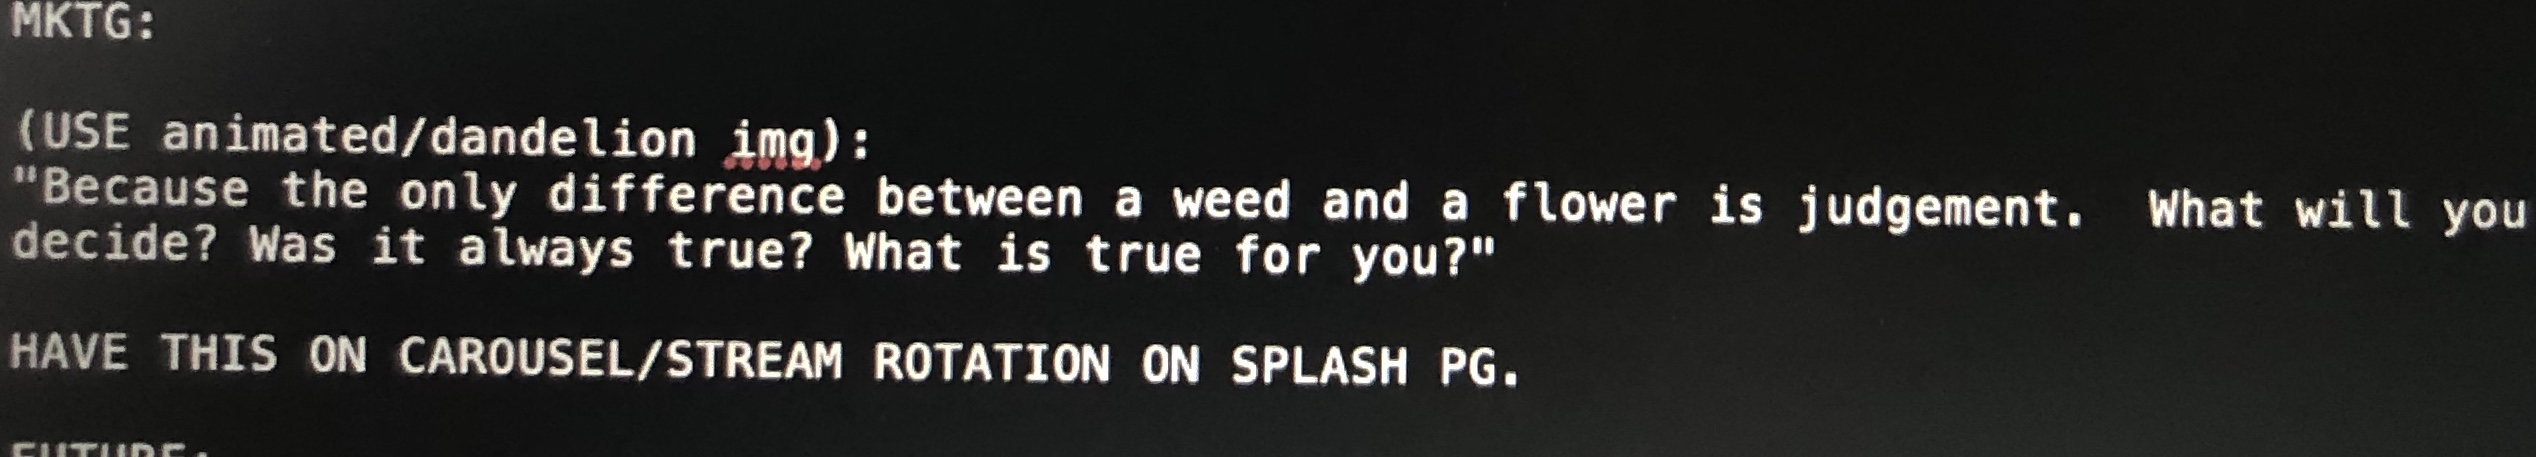 MKTG:
(USE animated/dandelion img):
"Because the only difference between a weed and a flower is judgement.  What will you
decide? Was it always true? What is true for you?"
HAVE THIS ON CAROUSEL/STREAM ROTATION ON SPLASH PG.
FUTURE: